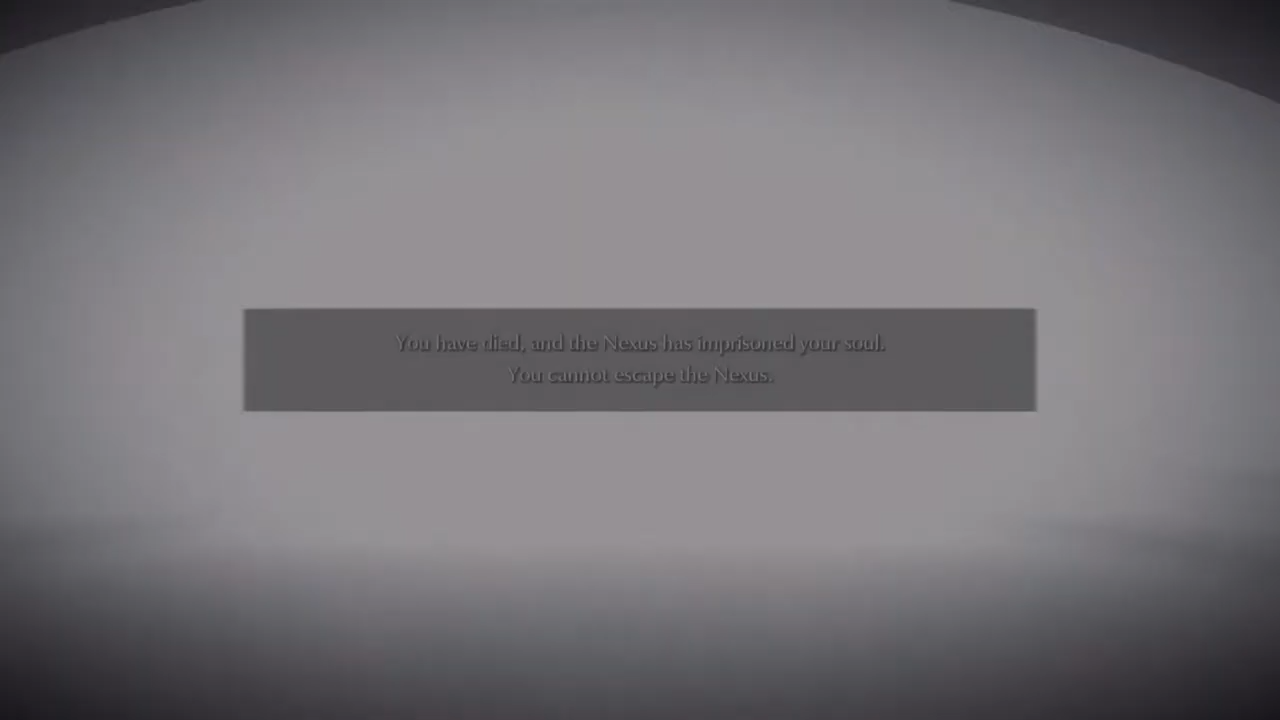 You have died, and the Nexus has imprisoned your soul.
You cannot escape the Nexus.